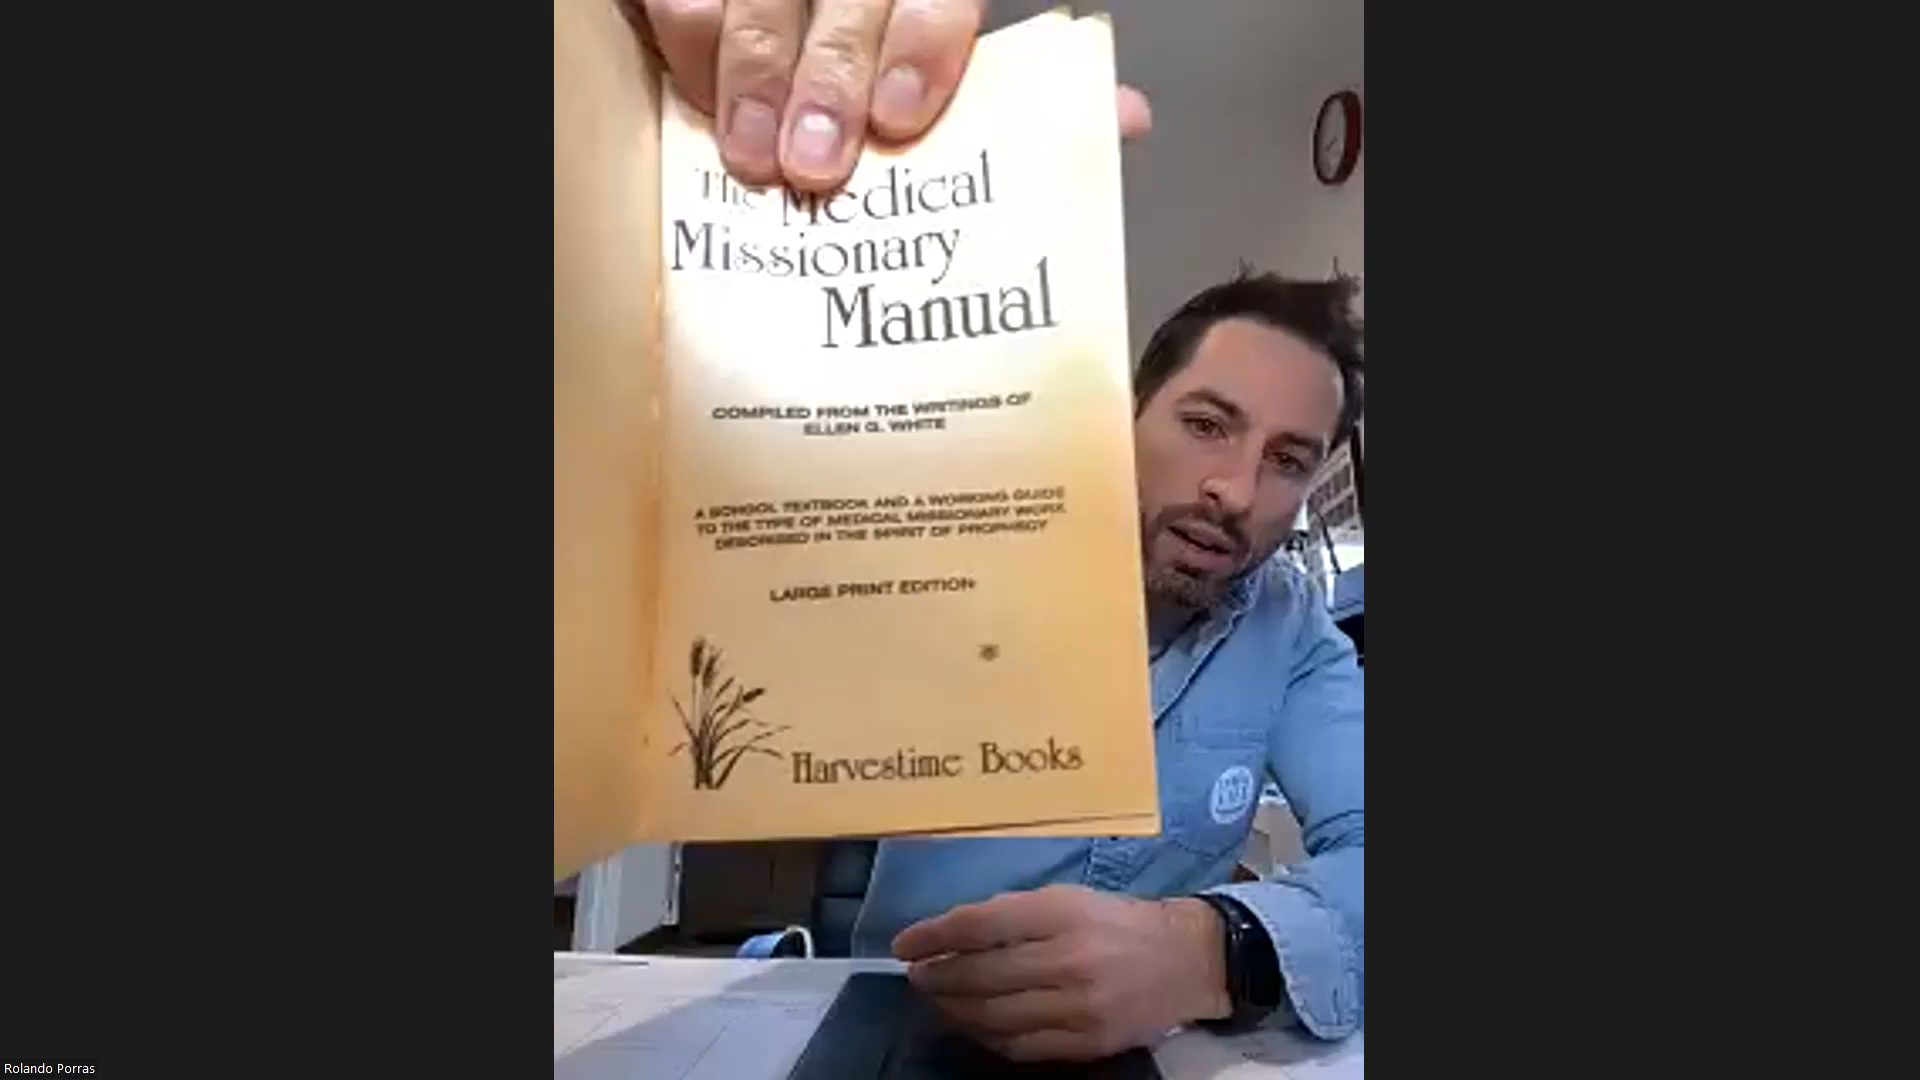 The Medical
Missionary
Manual
COMPILED FROM THE WRITINGS OF
ELLEN G. WHITE
A SCHOOL TEXTBOOK AND A WORKING GUIDE
TO THE TYPE OF MEDICAL MISSIONARY WORK
DESCRIBED IN THE SPIRIT OF PROPHECY
LARGE PRINT EDITION
Harvestime Books
Rolando Porras